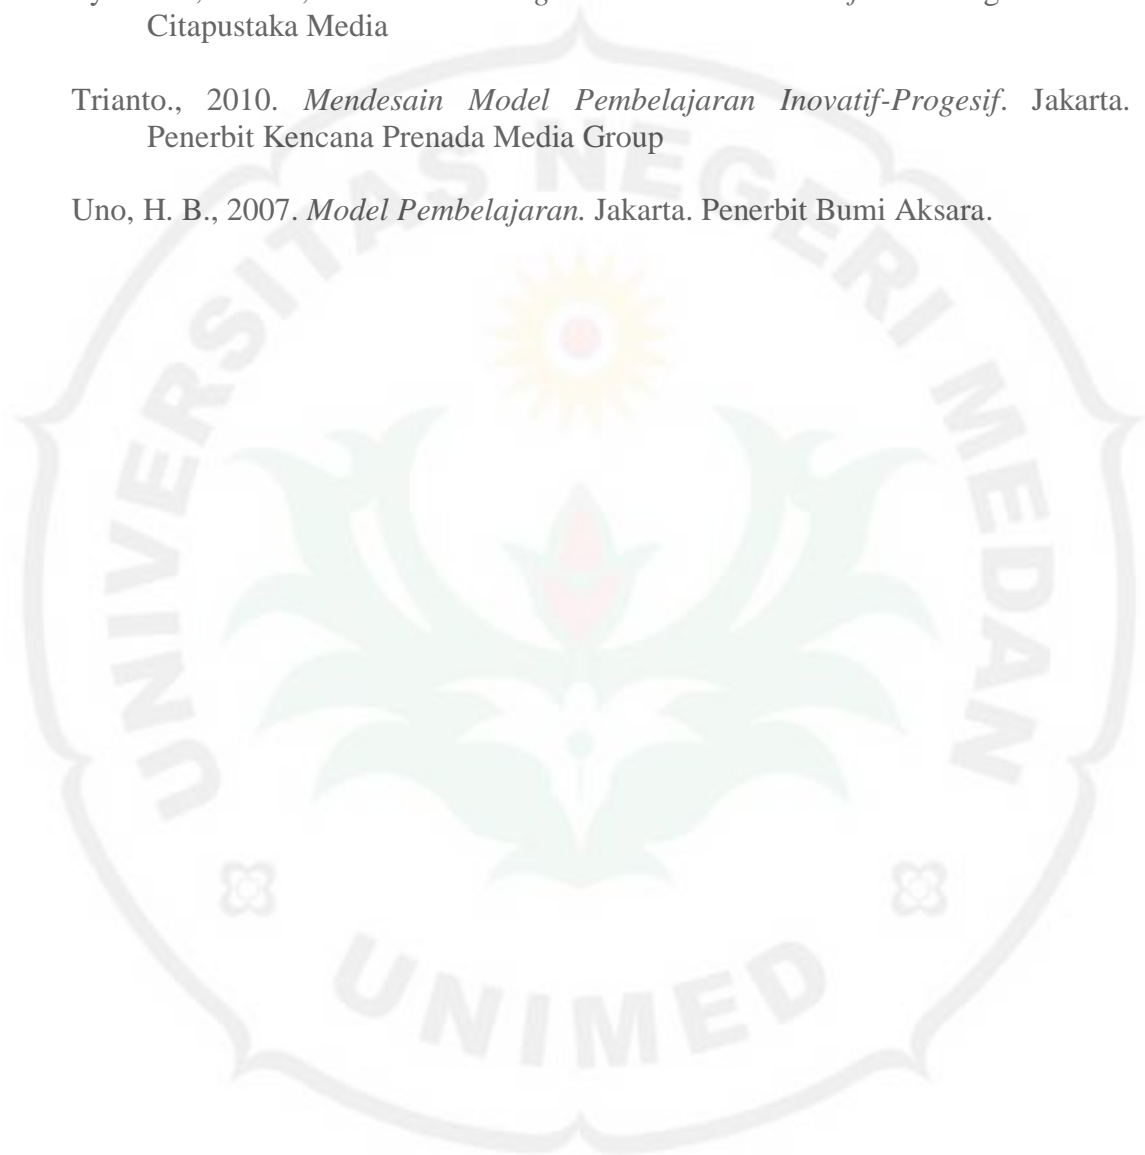 Citapustaka Media
Trianto., 2010. Mendesain Model Pembelajaran Inovatif-Progesif. Jakarta.
Penerbit Kencana Prenada Media Group
Uno, H. B., 2007. Model Pembelajaran. Jakarta. Penerbit Bumi Aksara.
UNIVERSITAS NEGERI MEDAN
UNIMED